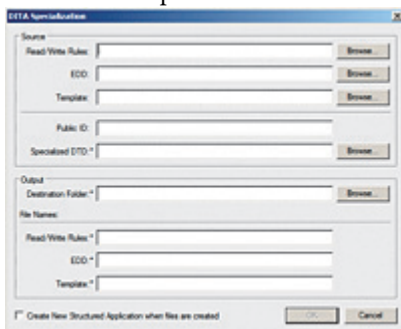 DITA Specialization
Source
Read/Write Rules:
Browse...
EDD:
Browse...
Template:
Browse...
Public ID:
Specialized DTD:*
Browse...
Output
Destination Folder:*
Browse...
File Names:
Read/Write Rules:*
EDD:*
Template:*
Create New Structured Application when files are created
OK
Cancel